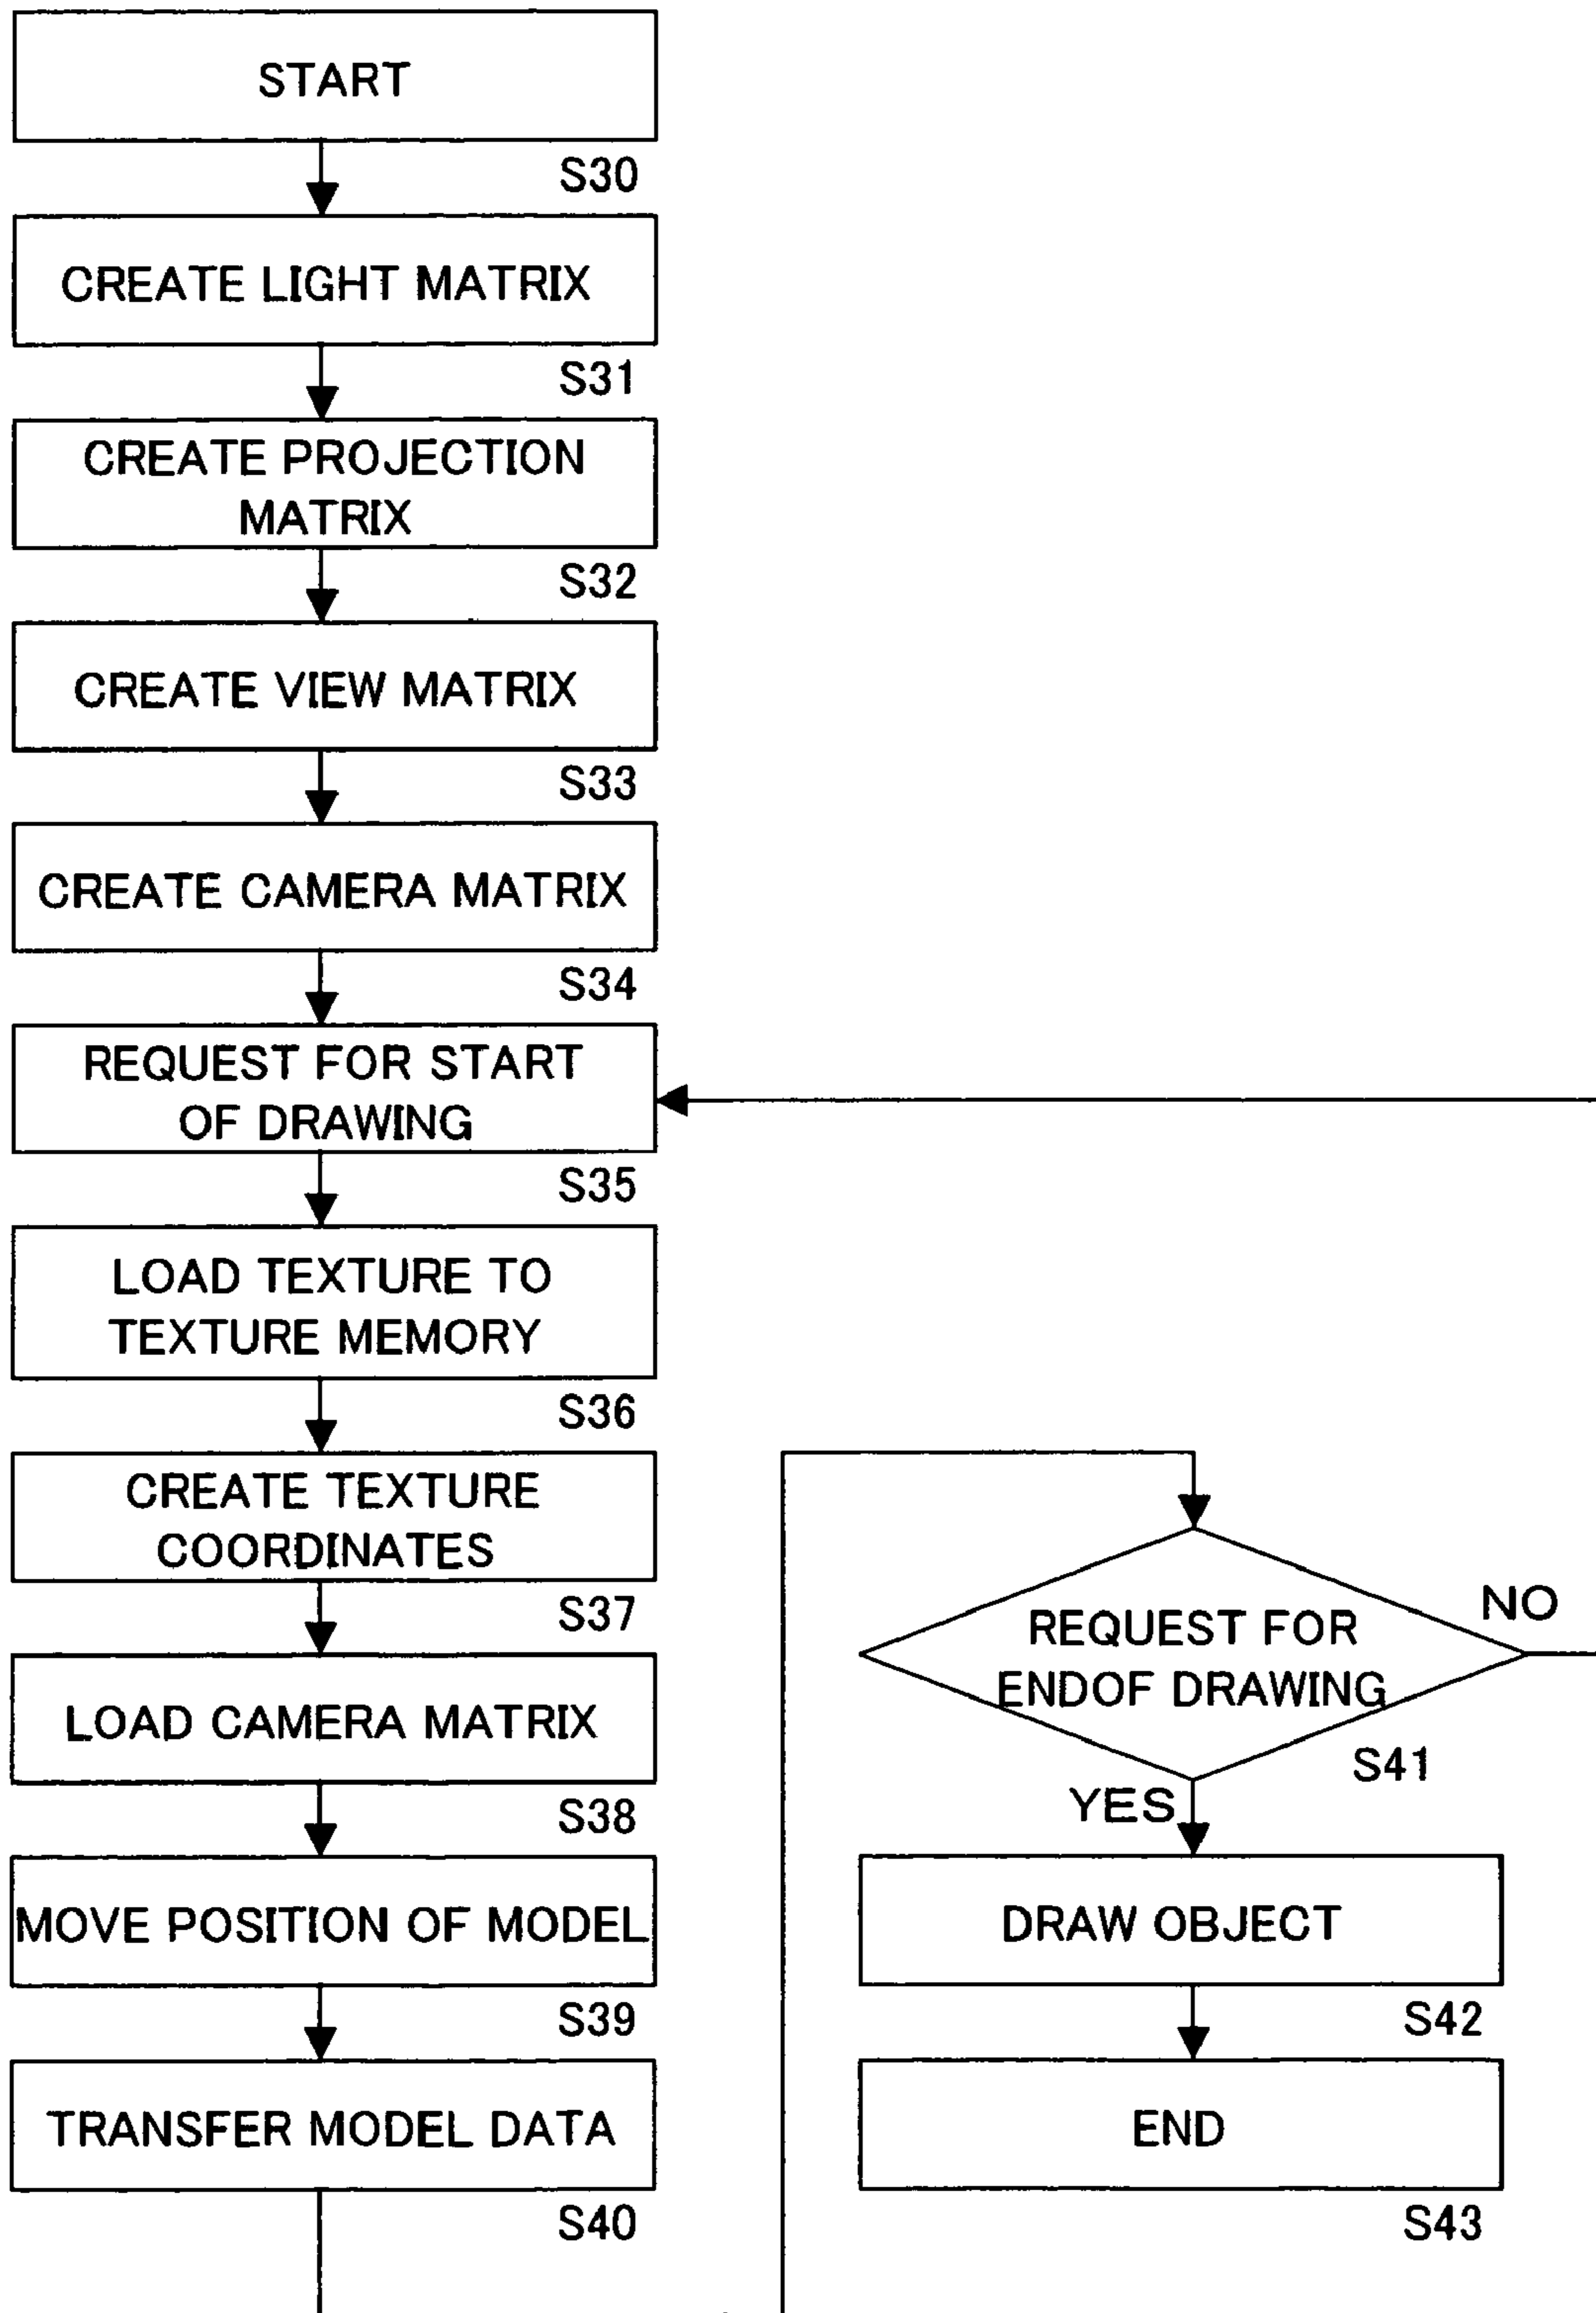 START
S30
CREATE LIGHT MATRIX
S31
CREATE PROJECTION
MATRIX
S32
CREATE VIEW MATRIX
S33
CREATE CAMERA MATRIX
S34
REQUEST FOR START
OF DRAWING
S35
LOAD TEXTURE TO
TEXTURE MEMORY
S36
CREATE TEXTURE
COORDINATES
S37
LOAD CAMERA MATRIX
S38
MOVE POSITION OF MODEL
S39
TRANSFER MODEL DATA
S40
REQUEST FOR
ENDOF DRAWING
NO
S41
YES
DRAW OBJECT
S42
END
S43